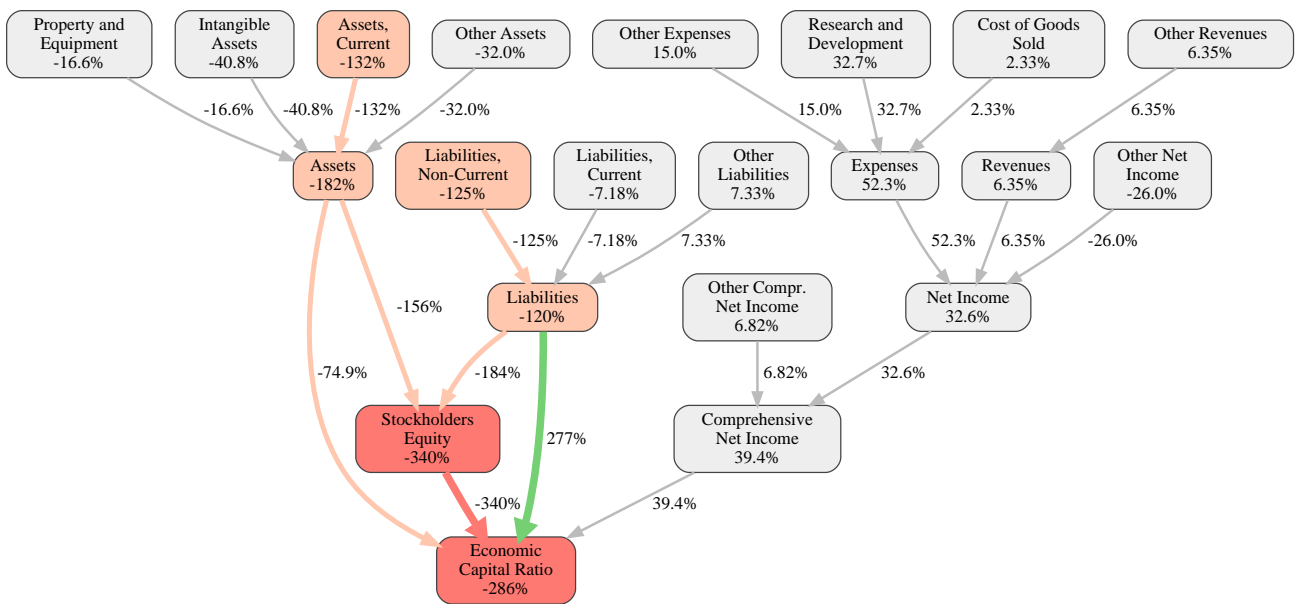 Property and
Equipment
-16.6%
Intangible
Assets
-40.8%
Assets,
Current
-132%
Other Assets
-32.0%
Other Expenses
15.0%
Research and
Development
32.7%
Cost of Goods
Sold
2.33%
Other Revenues
6.35%
-16.6%
-40.8%
-132%
-32.0%
15.0%
32.7%
2.33%
6.35%
Assets
-182%
Liabilities,
Non-Current
-125%
Liabilities,
Current
-7.18%
Other
Liabilities
7.33%
Expenses
52.3%
Revenues
6.35%
Other Net
Income
-26.0%
-125%
-7.18%
7.33%
52.3%
6.35%
-26.0%
-156%
Liabilities
-120%
Other Compr.
Net Income
6.82%
Net Income
32.6%
-74.9%
-184%
6.82%
32.6%
Stockholders
Equity
-340%
277%
Comprehensive
Net Income
39.4%
-340%
39.4%
Economic
Capital Ratio
-286%